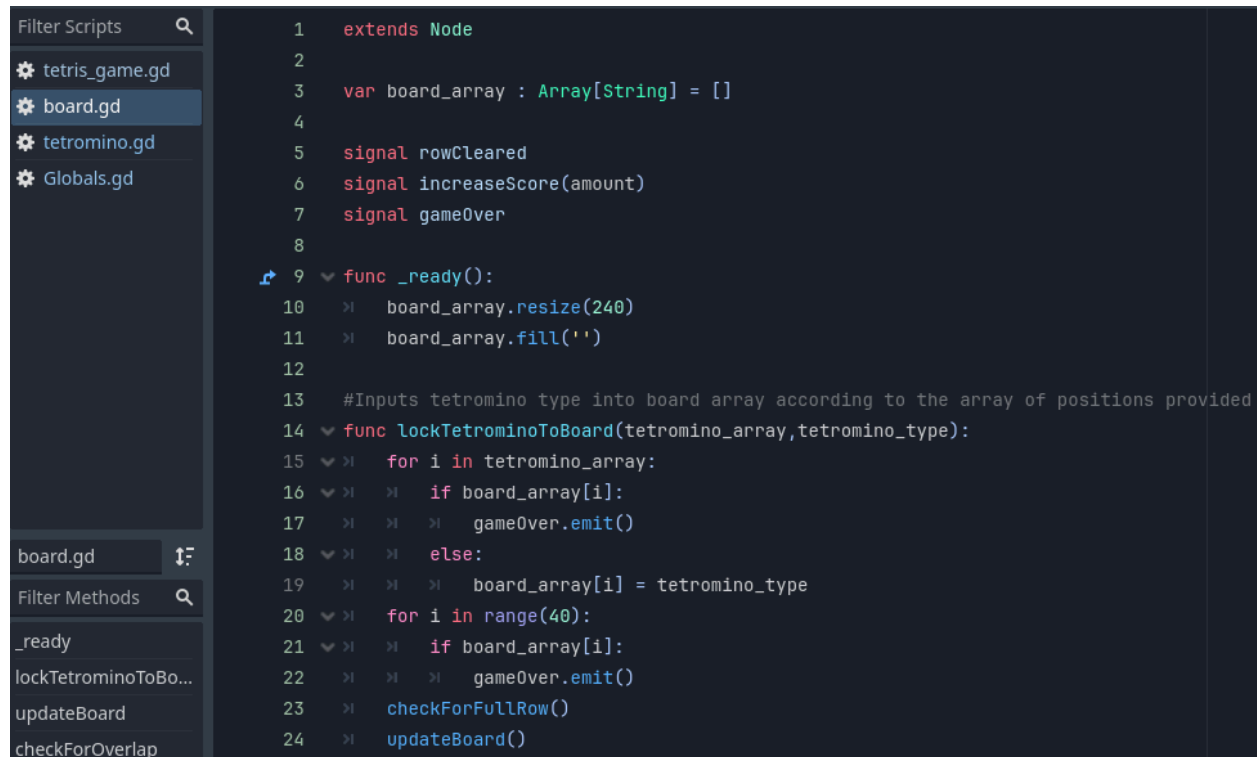 Filter Scripts
tetris_game.gd
board.gd
tetromino.gd
Globals.gd
board.gd
Filter Methods
_ready
lockTetrominoToBo...
updateBoard
checkForOverlap
1 extends Node
2
3 var board_array : Array[String] = []
4
5 signal rowCleared
6 signal increaseScore(amount)
7 signal gameOver
8
9 func _ready():
10 board_array.resize(240)
11 board_array.fill('')
12
13 #Inputs tetromino type into board array according to the array of positions provided
14 func lockTetrominoToBoard(tetromino_array,tetromino_type):
15 for i in tetromino_array:
16 if board_array[i]:
17 gameOver.emit()
18 else:
19 board_array[i] = tetromino_type
20 for i in range(40):
21 if board_array[i]:
22 gameOver.emit()
23 checkForFullRow()
24 updateBoard()